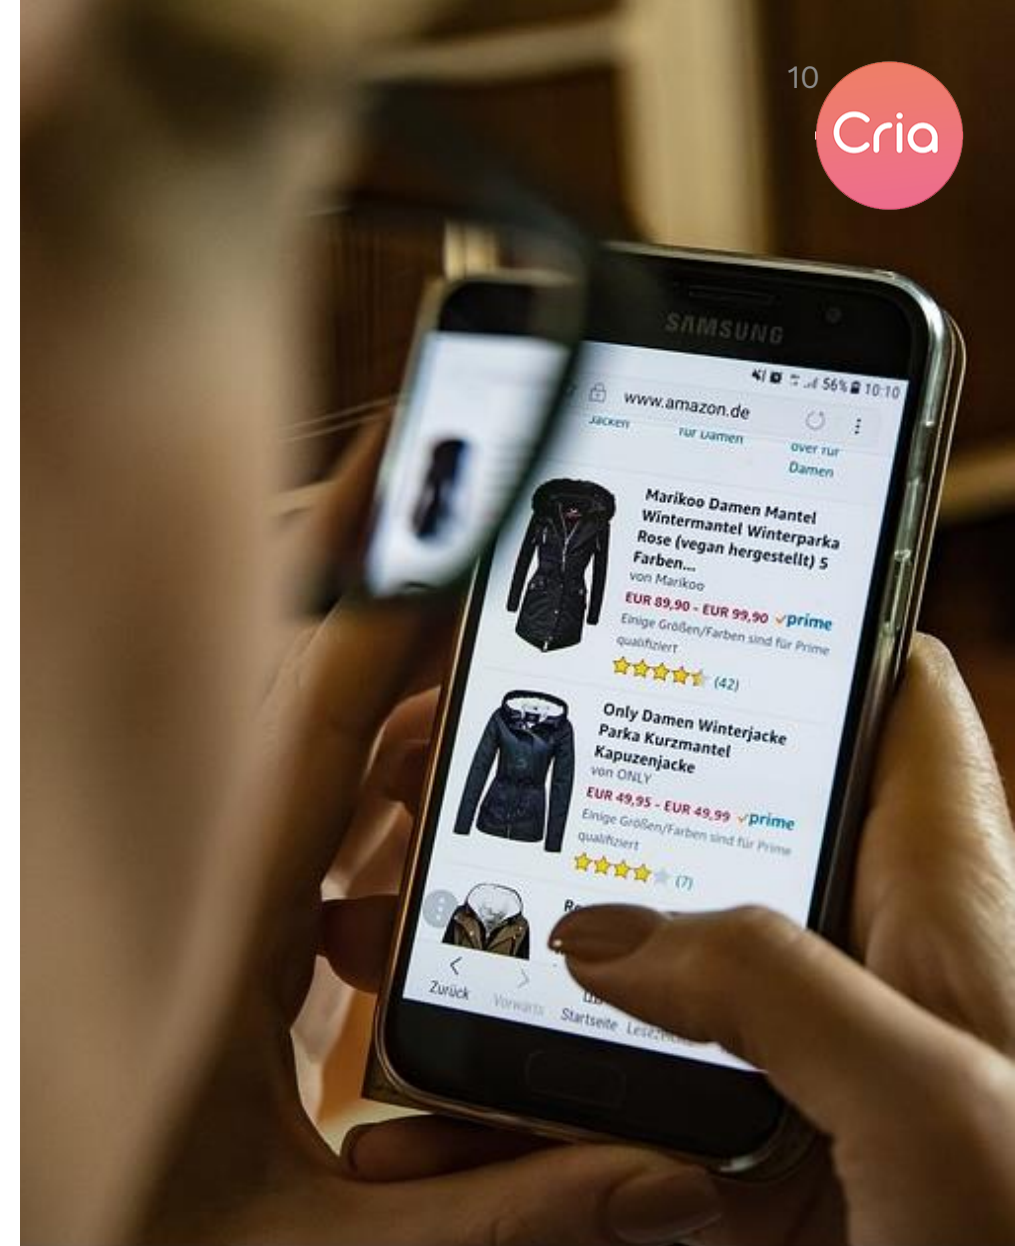 10
Cria
SAMSUNG
56% 10:10
www.amazon.de
Jacken
für Damen
over für
Damen
Marikoo Damen Mantel
Wintermantel Winterparka
Rose (vegan hergestellt) 5
Farben...
von Marikoo
EUR 89,90 - EUR 99,90 prime
Einige Größen/Farben sind für Prime
qualifiziert
(42)
Only Damen Winterjacke
Parka Kurzmantel
Kapuzenjacke
von ONLY
EUR 49,95 - EUR 49,99 prime
Einige Größen/Farben sind für Prime
qualifiziert
(7)
Zurück
Vorwärts
Startseite